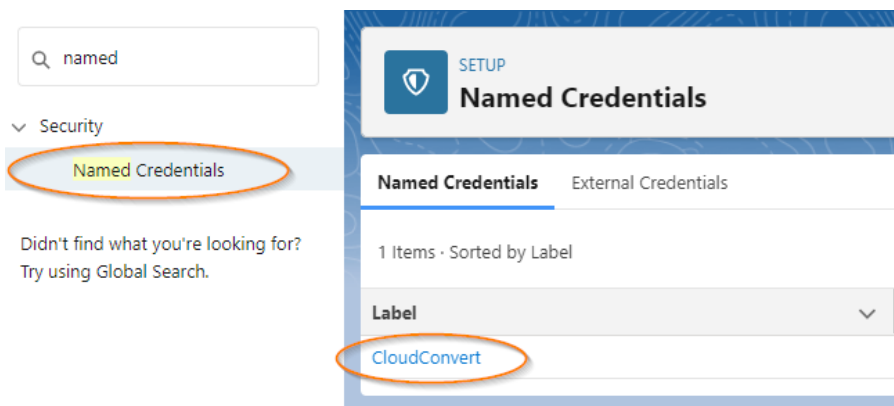 named
Security
Named Credentials
Didn't find what you're looking for?
Try using Global Search.
SETUP
Named Credentials
Named Credentials External Credentials
1 Items · Sorted by Label
Label
CloudConvert